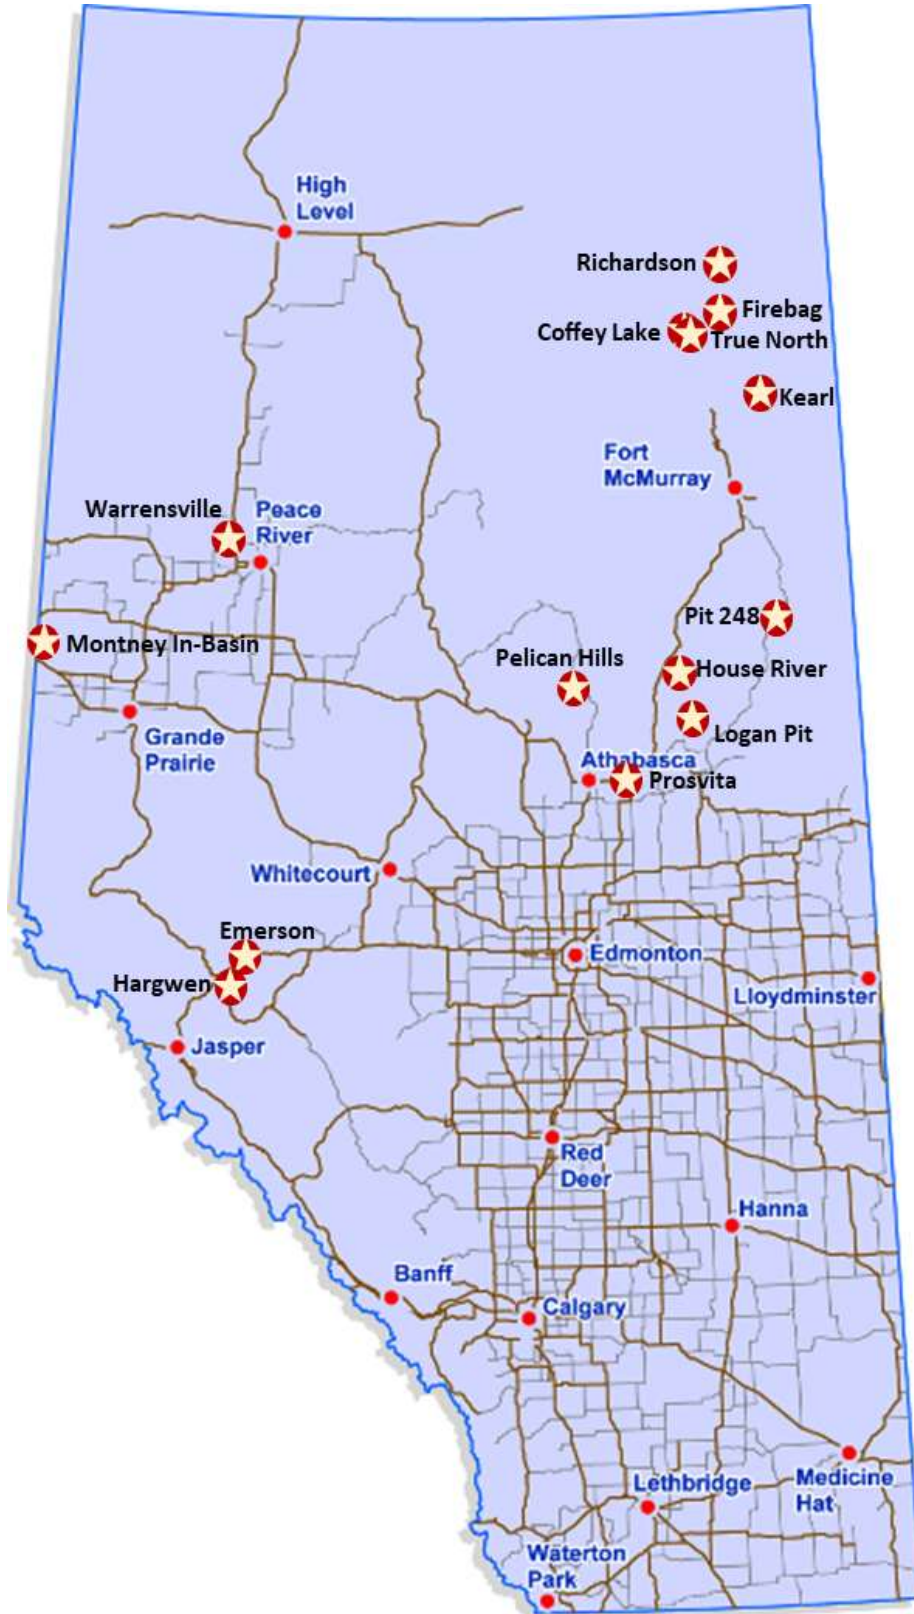 High
Level
Richardson
Firebag
Coffey Lake
True North
Kearl
Fort
McMurray
Warrensville
Peace
River
Pit 248
Montney In-Basin
Pelican Hills
House River
Logan Pit
Grande
Prairie
Athabasca
Prosvita
Whitecourt
Emerson
Edmonton
Hargwen
Lloydminster
Jasper
Red
Deer
Hanna
Banff
Calgary
Lethbridge
Medicine
Hat
Waterton
Park